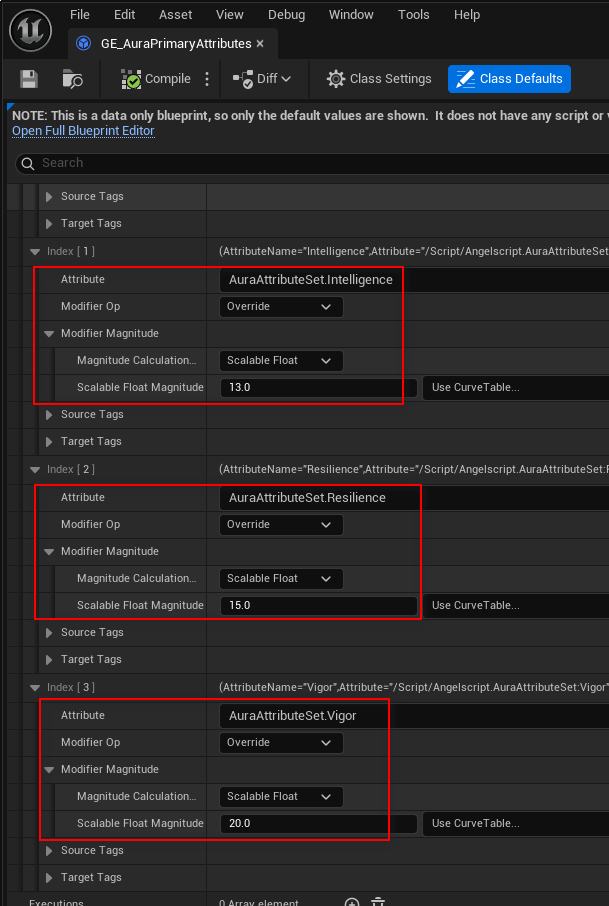 File Edit Asset View Debug Window Tools Help
GE_AuraPrimaryAttributes
Compile Diff Class Settings Class Defaults
NOTE: This is a data only blueprint, so only the default values are shown. It does not have any script or
Open Full Blueprint Editor
Search
Source Tags
Target Tags
Index [ 1 ] (AttributeName="Intelligence",Attribute="/Script/Angelscript.AuraAttributeSet
Attribute AuraAttributeSet.Intelligence
Modifier Op Override
Modifier Magnitude
Magnitude Calculation... Scalable Float
Scalable Float Magnitude 13.0 Use CurveTable...
Source Tags
Target Tags
Index [ 2 ] (AttributeName="Resilience",Attribute="/Script/Angelscript.AuraAttributeSet:
Attribute AuraAttributeSet.Resilience
Modifier Op Override
Modifier Magnitude
Magnitude Calculation... Scalable Float
Scalable Float Magnitude 15.0 Use CurveTable...
Source Tags
Target Tags
Index [ 3 ] (AttributeName="Vigor",Attribute="/Script/Angelscript.AuraAttributeSet:Vigor"
Attribute AuraAttributeSet.Vigor
Modifier Op Override
Modifier Magnitude
Magnitude Calculation... Scalable Float
Scalable Float Magnitude 20.0 Use CurveTable...
Source Tags
Target Tags
Executions 0 Array element